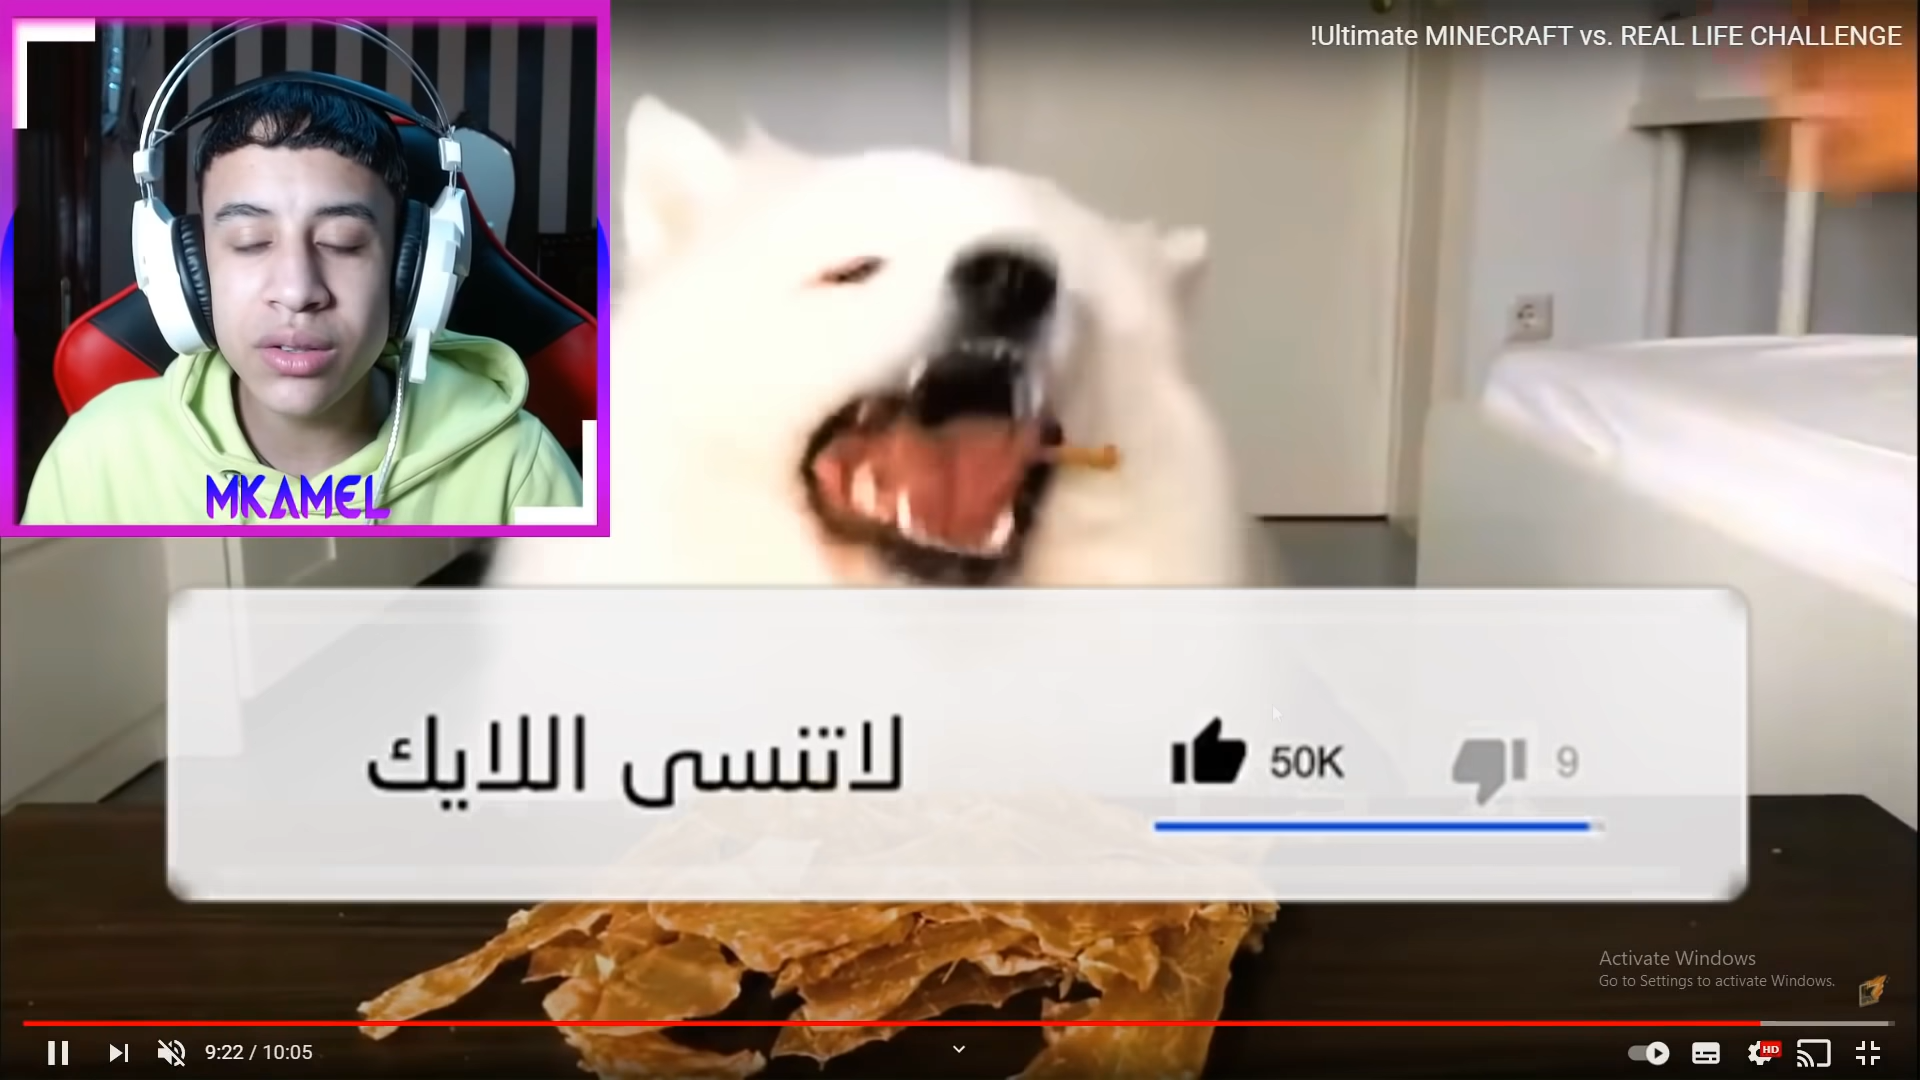 !Ultimate MINECRAFT vs. REAL LIFE CHALLENGE
MKAMEL
لاتنسى اللايك
50K
9
Activate Windows
Go to Settings to activate Windows.
9:22 / 10:05
HD